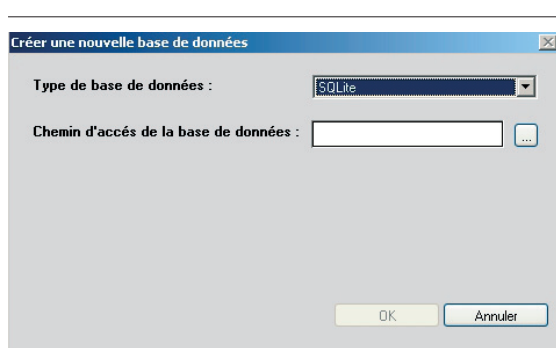 Créer une nouvelle base de données
Type de base de données :
SQLite
Chemin d'accés de la base de données :
...
OK
Annuler